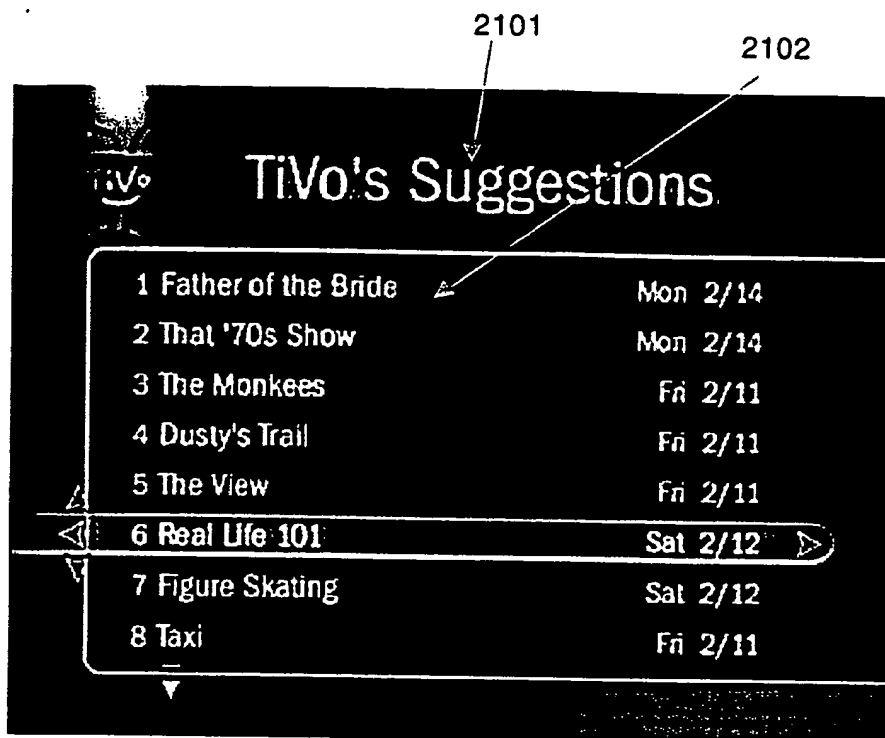 2101
2102
TiVo
TiVo's Suggestions
1 Father of the Bride Mon 2/14
2 That '70s Show Mon 2/14
3 The Monkees Fri 2/11
4 Dusty's Trail Fri 2/11
5 The View Fri 2/11
6 Real Life 101 Sat 2/12
7 Figure Skating Sat 2/12
8 Taxi Fri 2/11